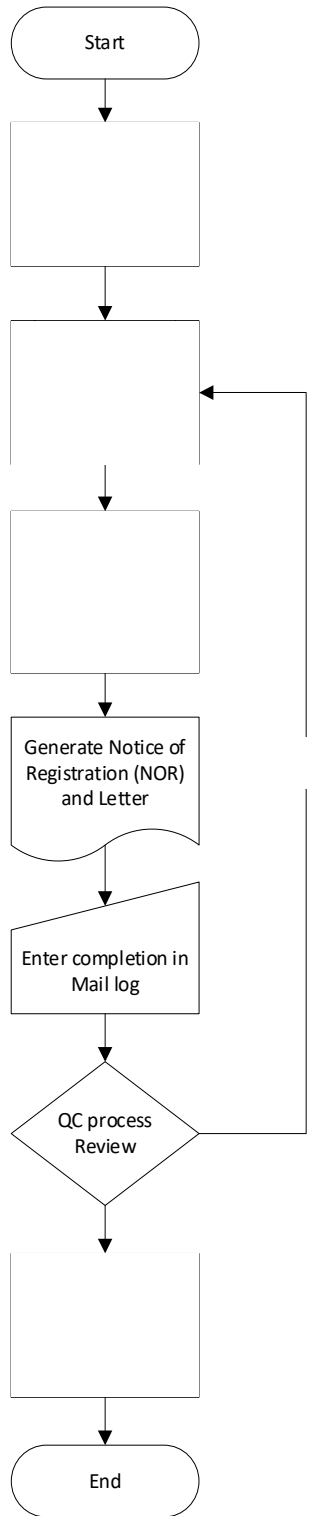 Start
Generate Notice of
Registration (NOR)
and Letter
Enter completion in
Mail log
QC process
Review
End